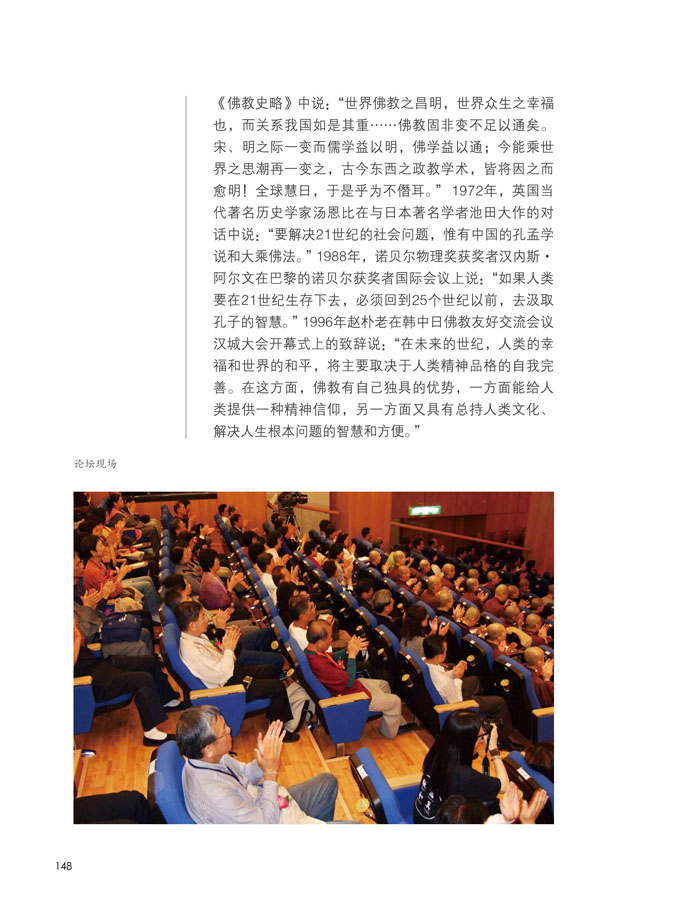 《佛教史略》中说：“世界佛教之昌明，世界众生之幸福
也，而关系我国如是其重……佛教固非变不足以通矣。
宋、明之际一变而儒学益以明，佛学益以通；今能乘世
界之思潮再一变之，古今东西之政教学术，皆将因之而
愈明！全球慧日，于是乎为不僭耳。” 1972年，英国当
代著名历史学家汤恩比在与日本著名学者池田大作的对
话中说：“要解决21世纪的社会问题，惟有中国的孔孟学
说和大乘佛法。” 1988年，诺贝尔物理奖获奖者汉内斯·
阿尔文在巴黎的诺贝尔获奖者国际会议上说：“如果人类
要在21世纪生存下去，必须回到25个世纪以前，去汲取
孔子的智慧。” 1996年赵朴老在韩中日佛教友好交流会议
汉城大会开幕式上的致辞说：“在未来的世纪，人类的幸
福和世界的和平，将主要取决于人类精神品格的自我完
善。在这方面，佛教有自己独具的优势，一方面能给人
类提供一种精神信仰，另一方面又具有总持人类文化、
解决人生根本问题的智慧和方便。”
论坛现场
148